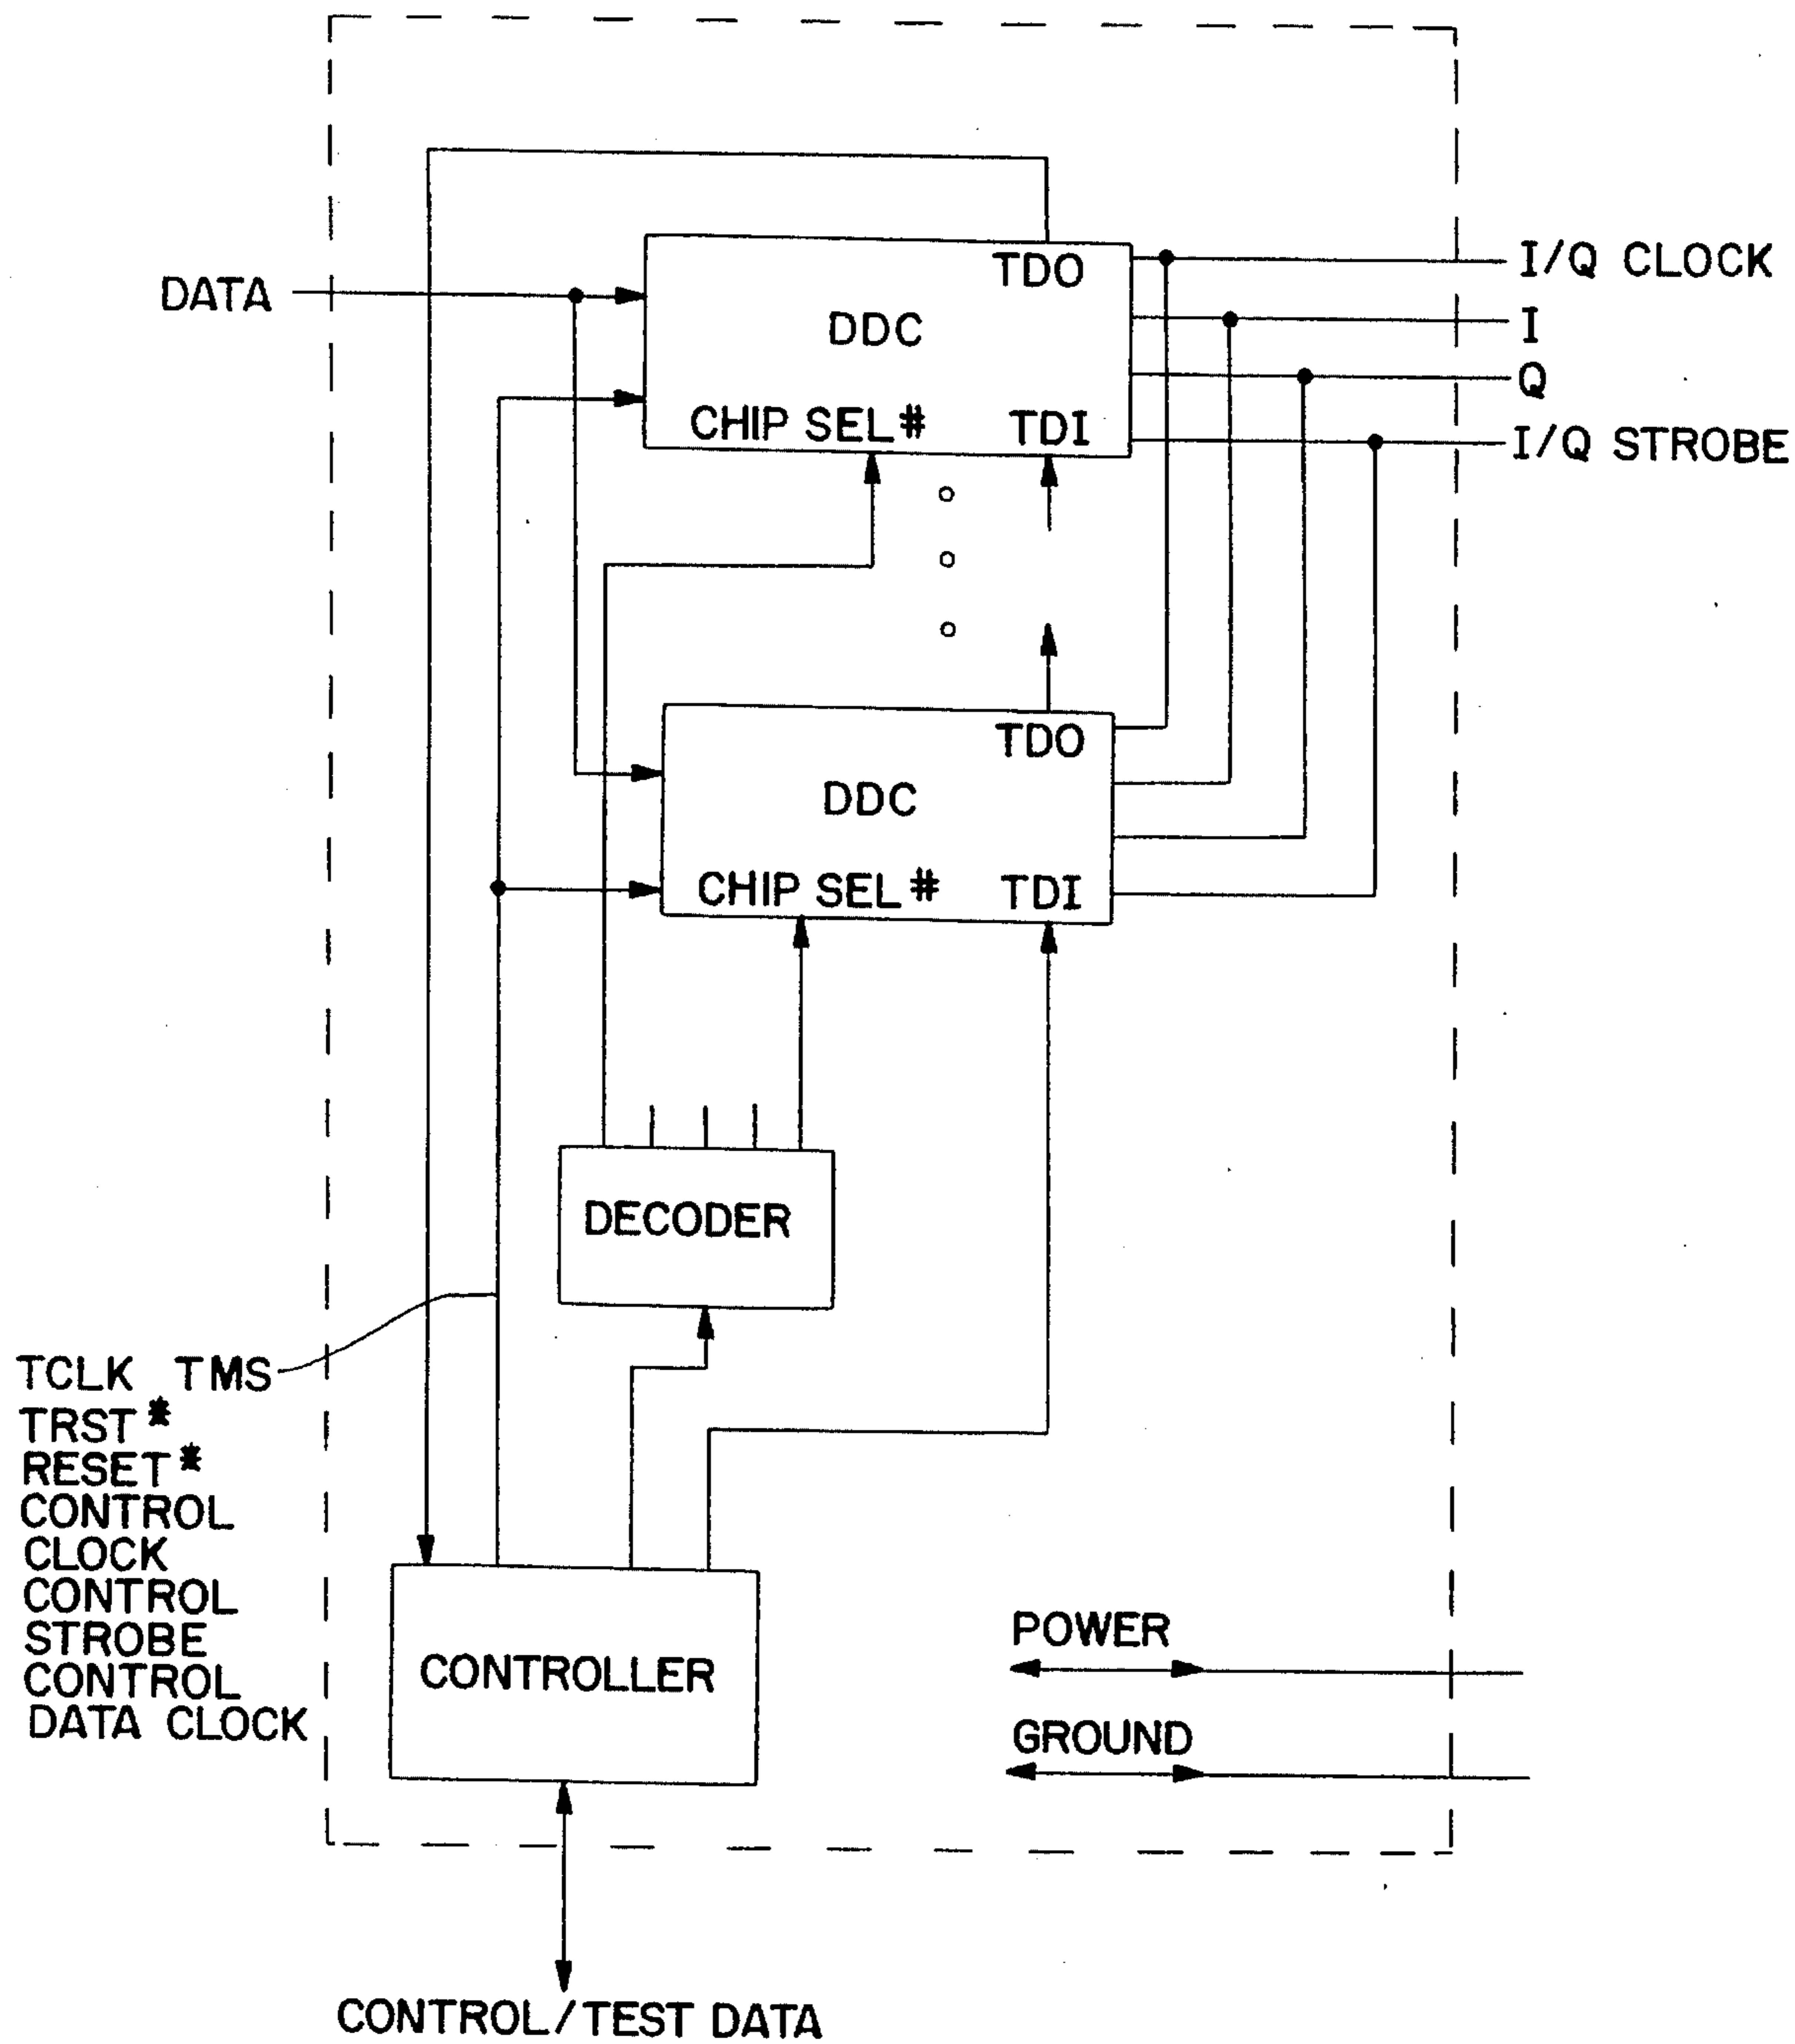 TDO
I/Q CLOCK
DATA
DDC
I
Q
CHIP SEL# TDI
I/Q STROBE
TDO
DDC
CHIP SEL# TDI
DECODER
TCLK TMS
TRST*
RESET*
CONTROL
CLOCK
CONTROL
STROBE
CONTROL
DATA CLOCK
CONTROLLER
POWER
GROUND
CONTROL/TEST DATA